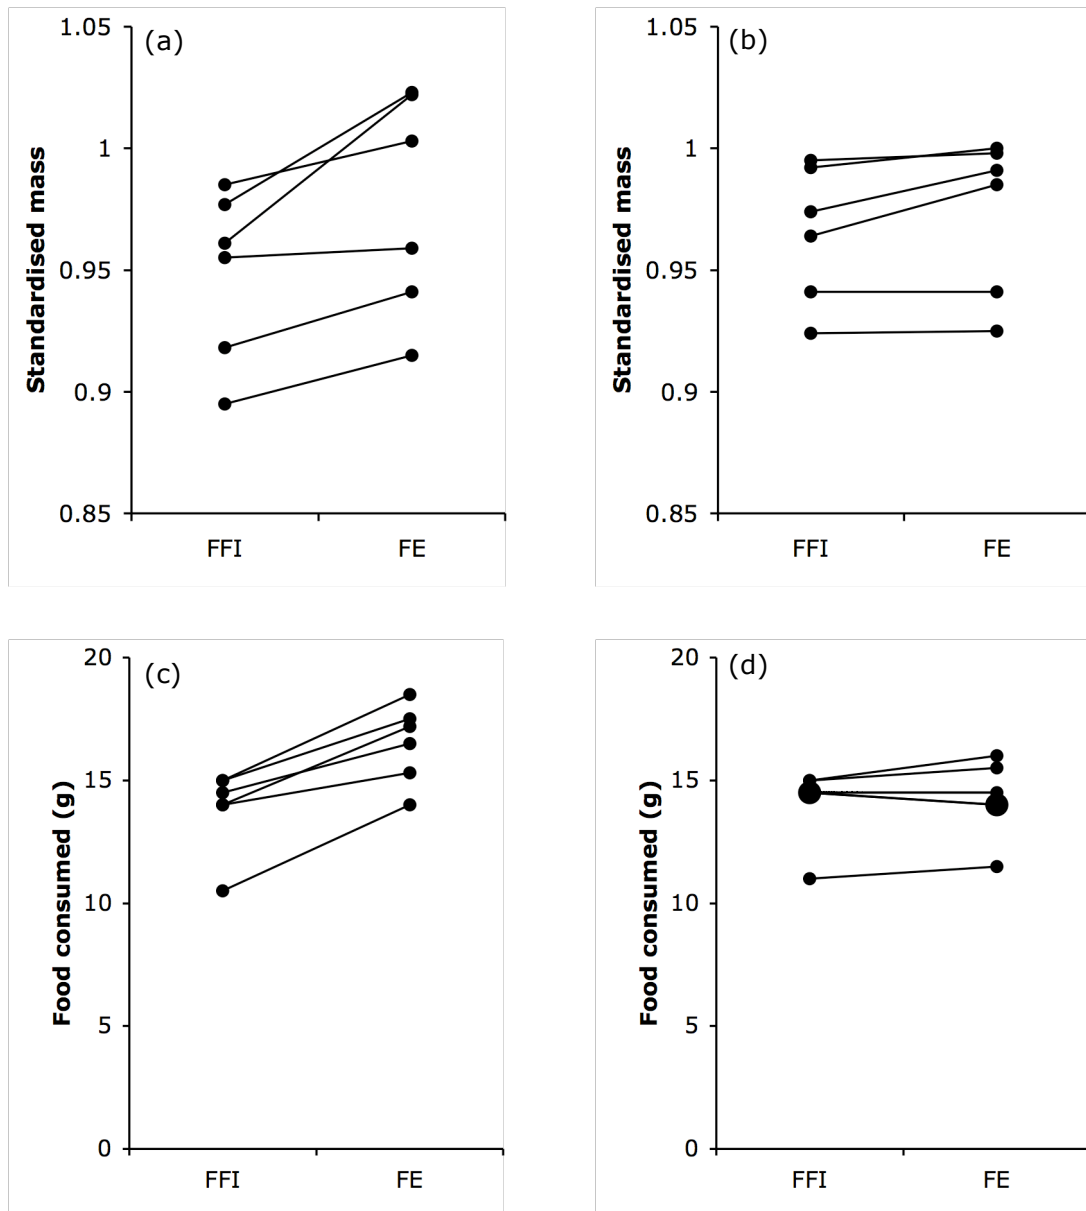 (a)
1.05
1
0.95
0.9
0.85
Standardised mass
FFI FE
(b)
1.05
1
0.95
0.9
0.85
Standardised mass
FFI FE
(c)
20
15
10
5
0
Food consumed (g)
FFI FE
(d)
20
15
10
5
0
Food consumed (g)
FFI FE